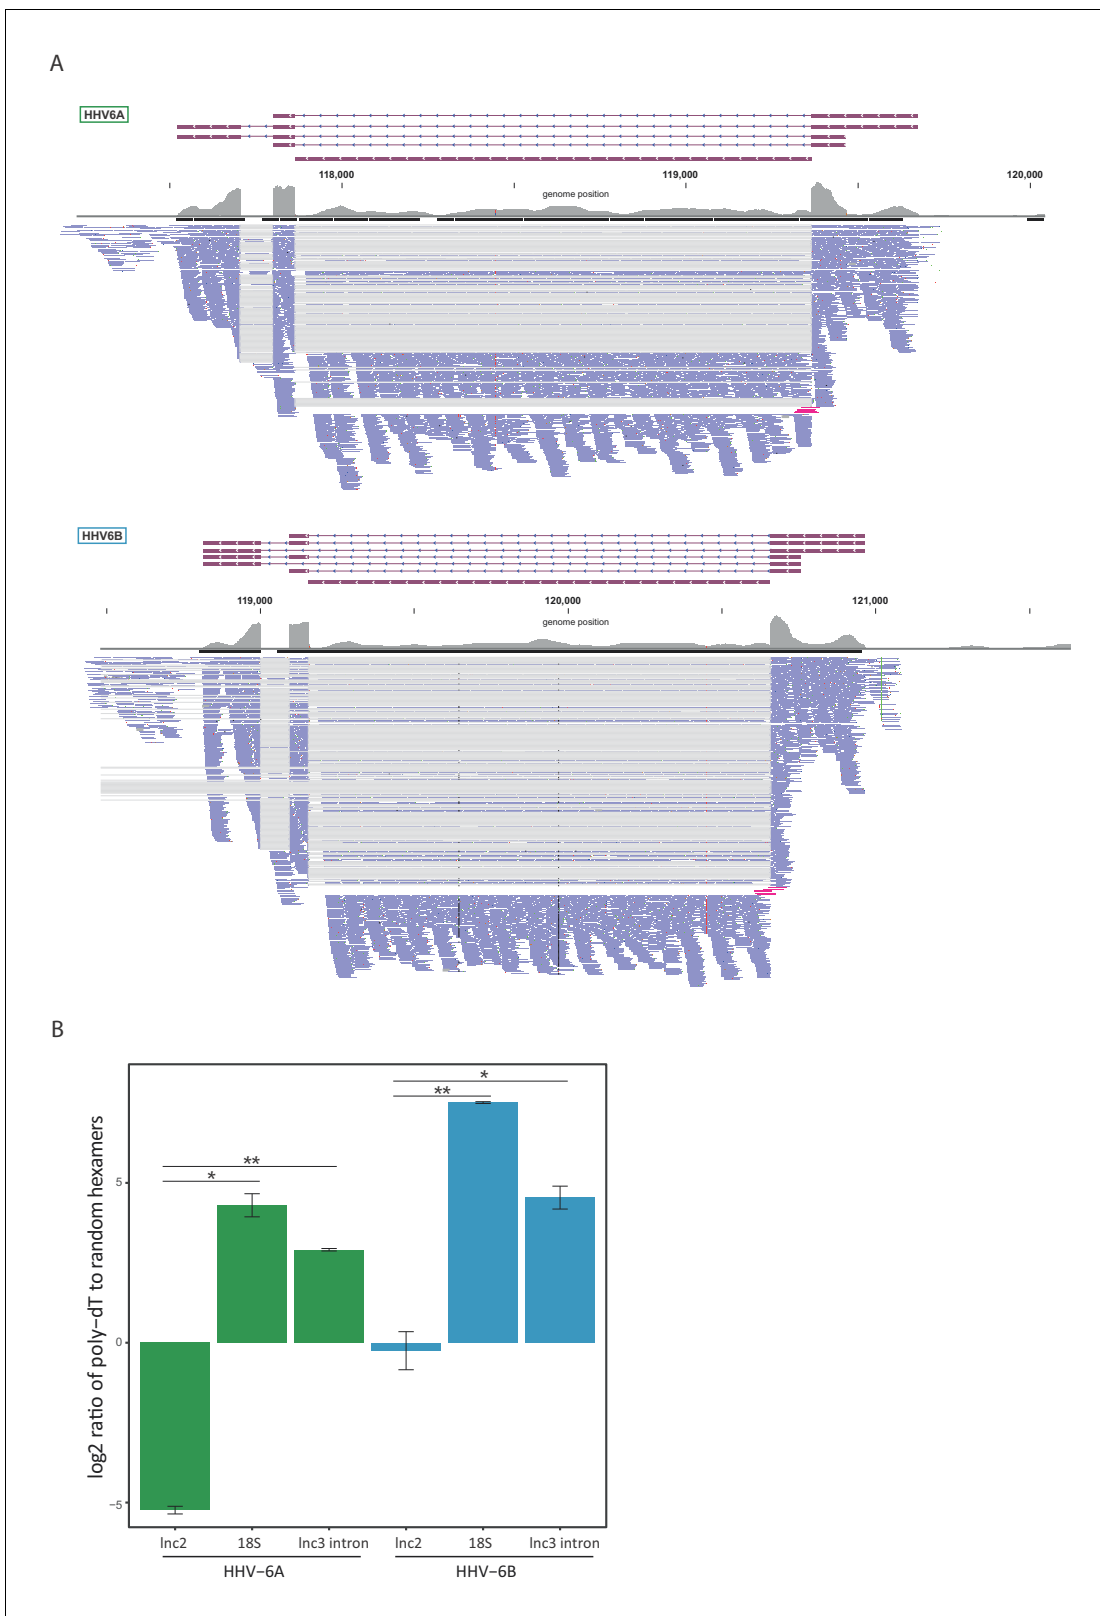 A
HHV6A
118,000 119,000 120,000
genome position
HHV6B
119,000 120,000 121,000
genome position
B
log2 ratio of poly−dT to random hexamers
* **
** *
5
0
−5
lnc2 18S lnc3 intron lnc2 18S lnc3 intron
HHV−6A HHV−6B